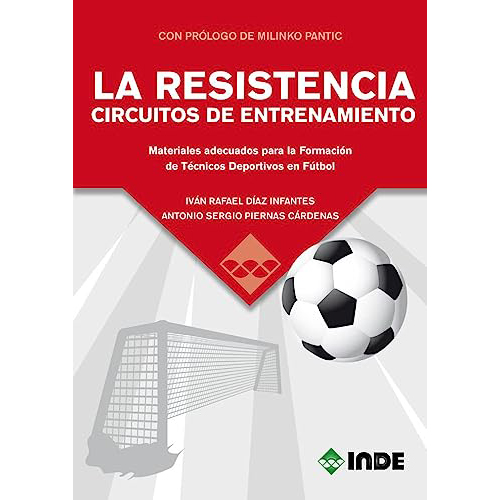 CON PRÓLOGO DE MILINKO PANTIC
LA RESISTENCIA
CIRCUITOS DE ENTRENAMIENTO
Materiales adecuados para la Formación
de Técnicos Deportivos en Fútbol
IVÁN RAFAEL DÍAZ INFANTES
ANTONIO SERGIO PIERNAS CÁRDENAS
INDE